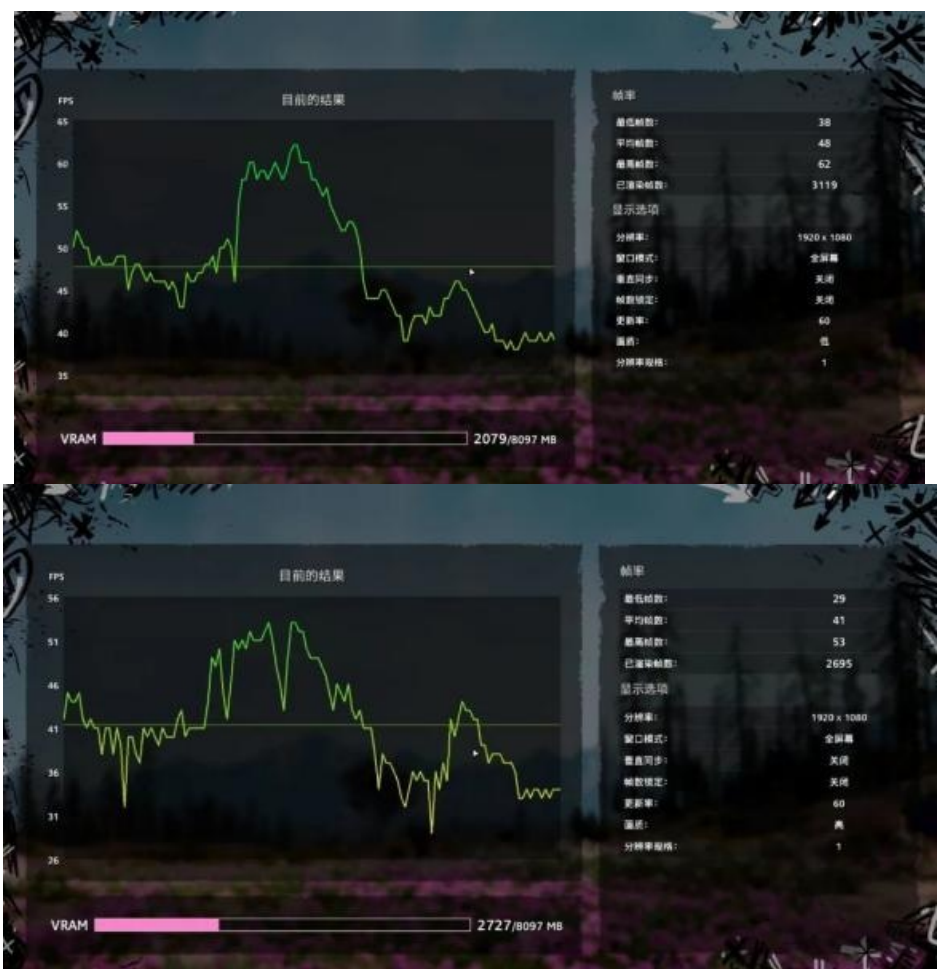 FPS
目前的结果
65
60
55
50
45
40
35
VRAM 2079/8097 MB
帧率
最低帧数: 38
平均帧数: 48
最高帧数: 62
已渲染帧数: 3119
显示选项
分辨率: 1920 x 1080
窗口模式: 全屏幕
垂直同步: 关闭
帧数锁定: 关闭
更新率: 60
画质: 低
分辨率规格: 1
FPS
目前的结果
56
51
46
41
36
31
26
VRAM 2727/8097 MB
帧率
最低帧数: 29
平均帧数: 41
最高帧数: 53
已渲染帧数: 2695
显示选项
分辨率: 1920 x 1080
窗口模式: 全屏幕
垂直同步: 关闭
帧数锁定: 关闭
更新率: 60
画质: 高
分辨率规格: 1